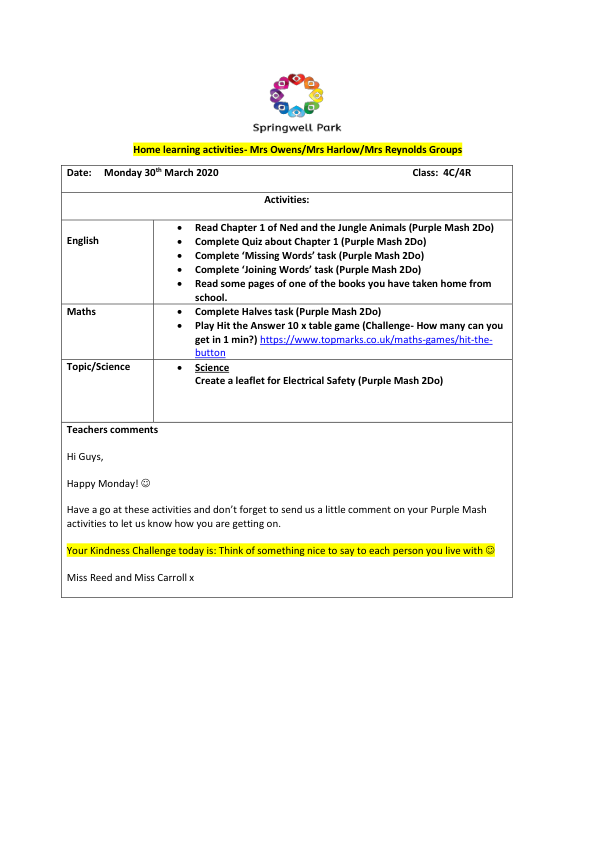 Springwell Park
Home learning activities- Mrs Owens/Mrs Harlow/Mrs Reynolds Groups
Date: Monday 30th March 2020 Class: 4C/4R
Activities:
English
• Read Chapter 1 of Ned and the Jungle Animals (Purple Mash 2Do)
• Complete Quiz about Chapter 1 (Purple Mash 2Do)
• Complete ‘Missing Words’ task (Purple Mash 2Do)
• Complete ‘Joining Words’ task (Purple Mash 2Do)
• Read some pages of one of the books you have taken home from
school.
Maths
• Complete Halves task (Purple Mash 2Do)
• Play Hit the Answer 10 x table game (Challenge- How many can you
get in 1 min?) https://www.topmarks.co.uk/maths-games/hit-the-
button
Topic/Science
• Science
Create a leaflet for Electrical Safety (Purple Mash 2Do)
Teachers comments
Hi Guys,
Happy Monday! ☺
Have a go at these activities and don’t forget to send us a little comment on your Purple Mash
activities to let us know how you are getting on.
Your Kindness Challenge today is: Think of something nice to say to each person you live with ☺
Miss Reed and Miss Carroll x